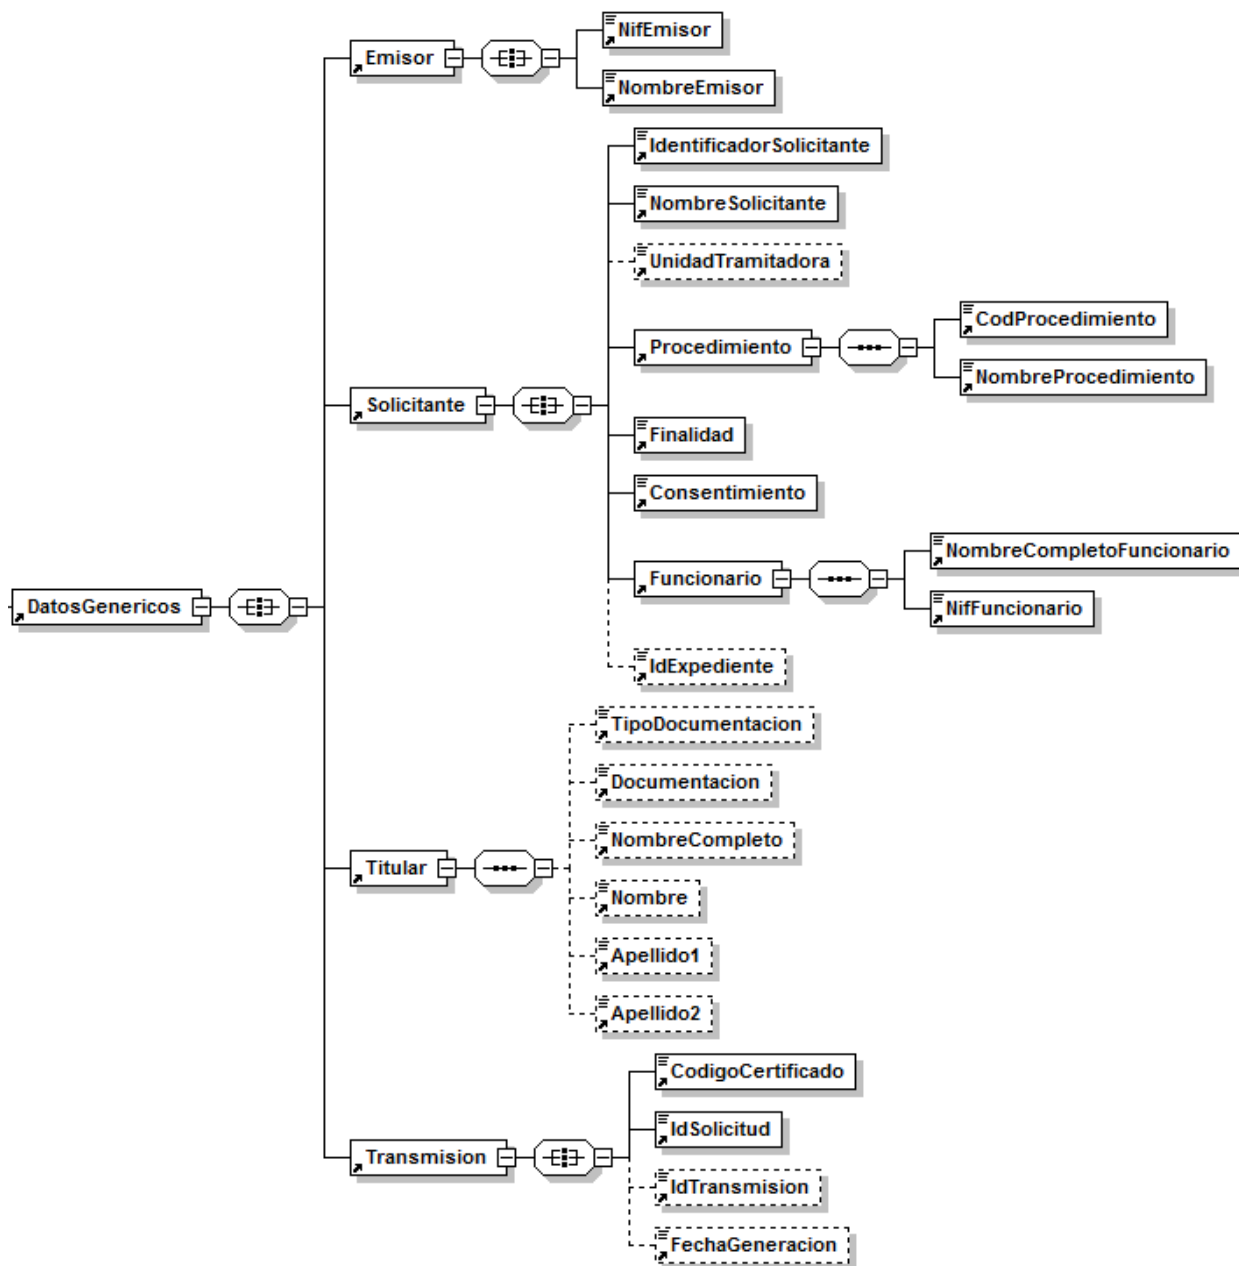 Emisor
NifEmisor
NombreEmisor
IdentificadorSolicitante
NombreSolicitante
UnidadTramitadora
Procedimiento
CodProcedimiento
NombreProcedimiento
Solicitante
Finalidad
Consentimiento
Funcionario
NombreCompletoFuncionario
NifFuncionario
DatosGenericos
IdExpediente
TipoDocumentacion
Documentacion
NombreCompleto
Titular
Nombre
Apellido1
Apellido2
CodigoCertificado
IdSolicitud
Transmision
IdTransmision
FechaGeneracion